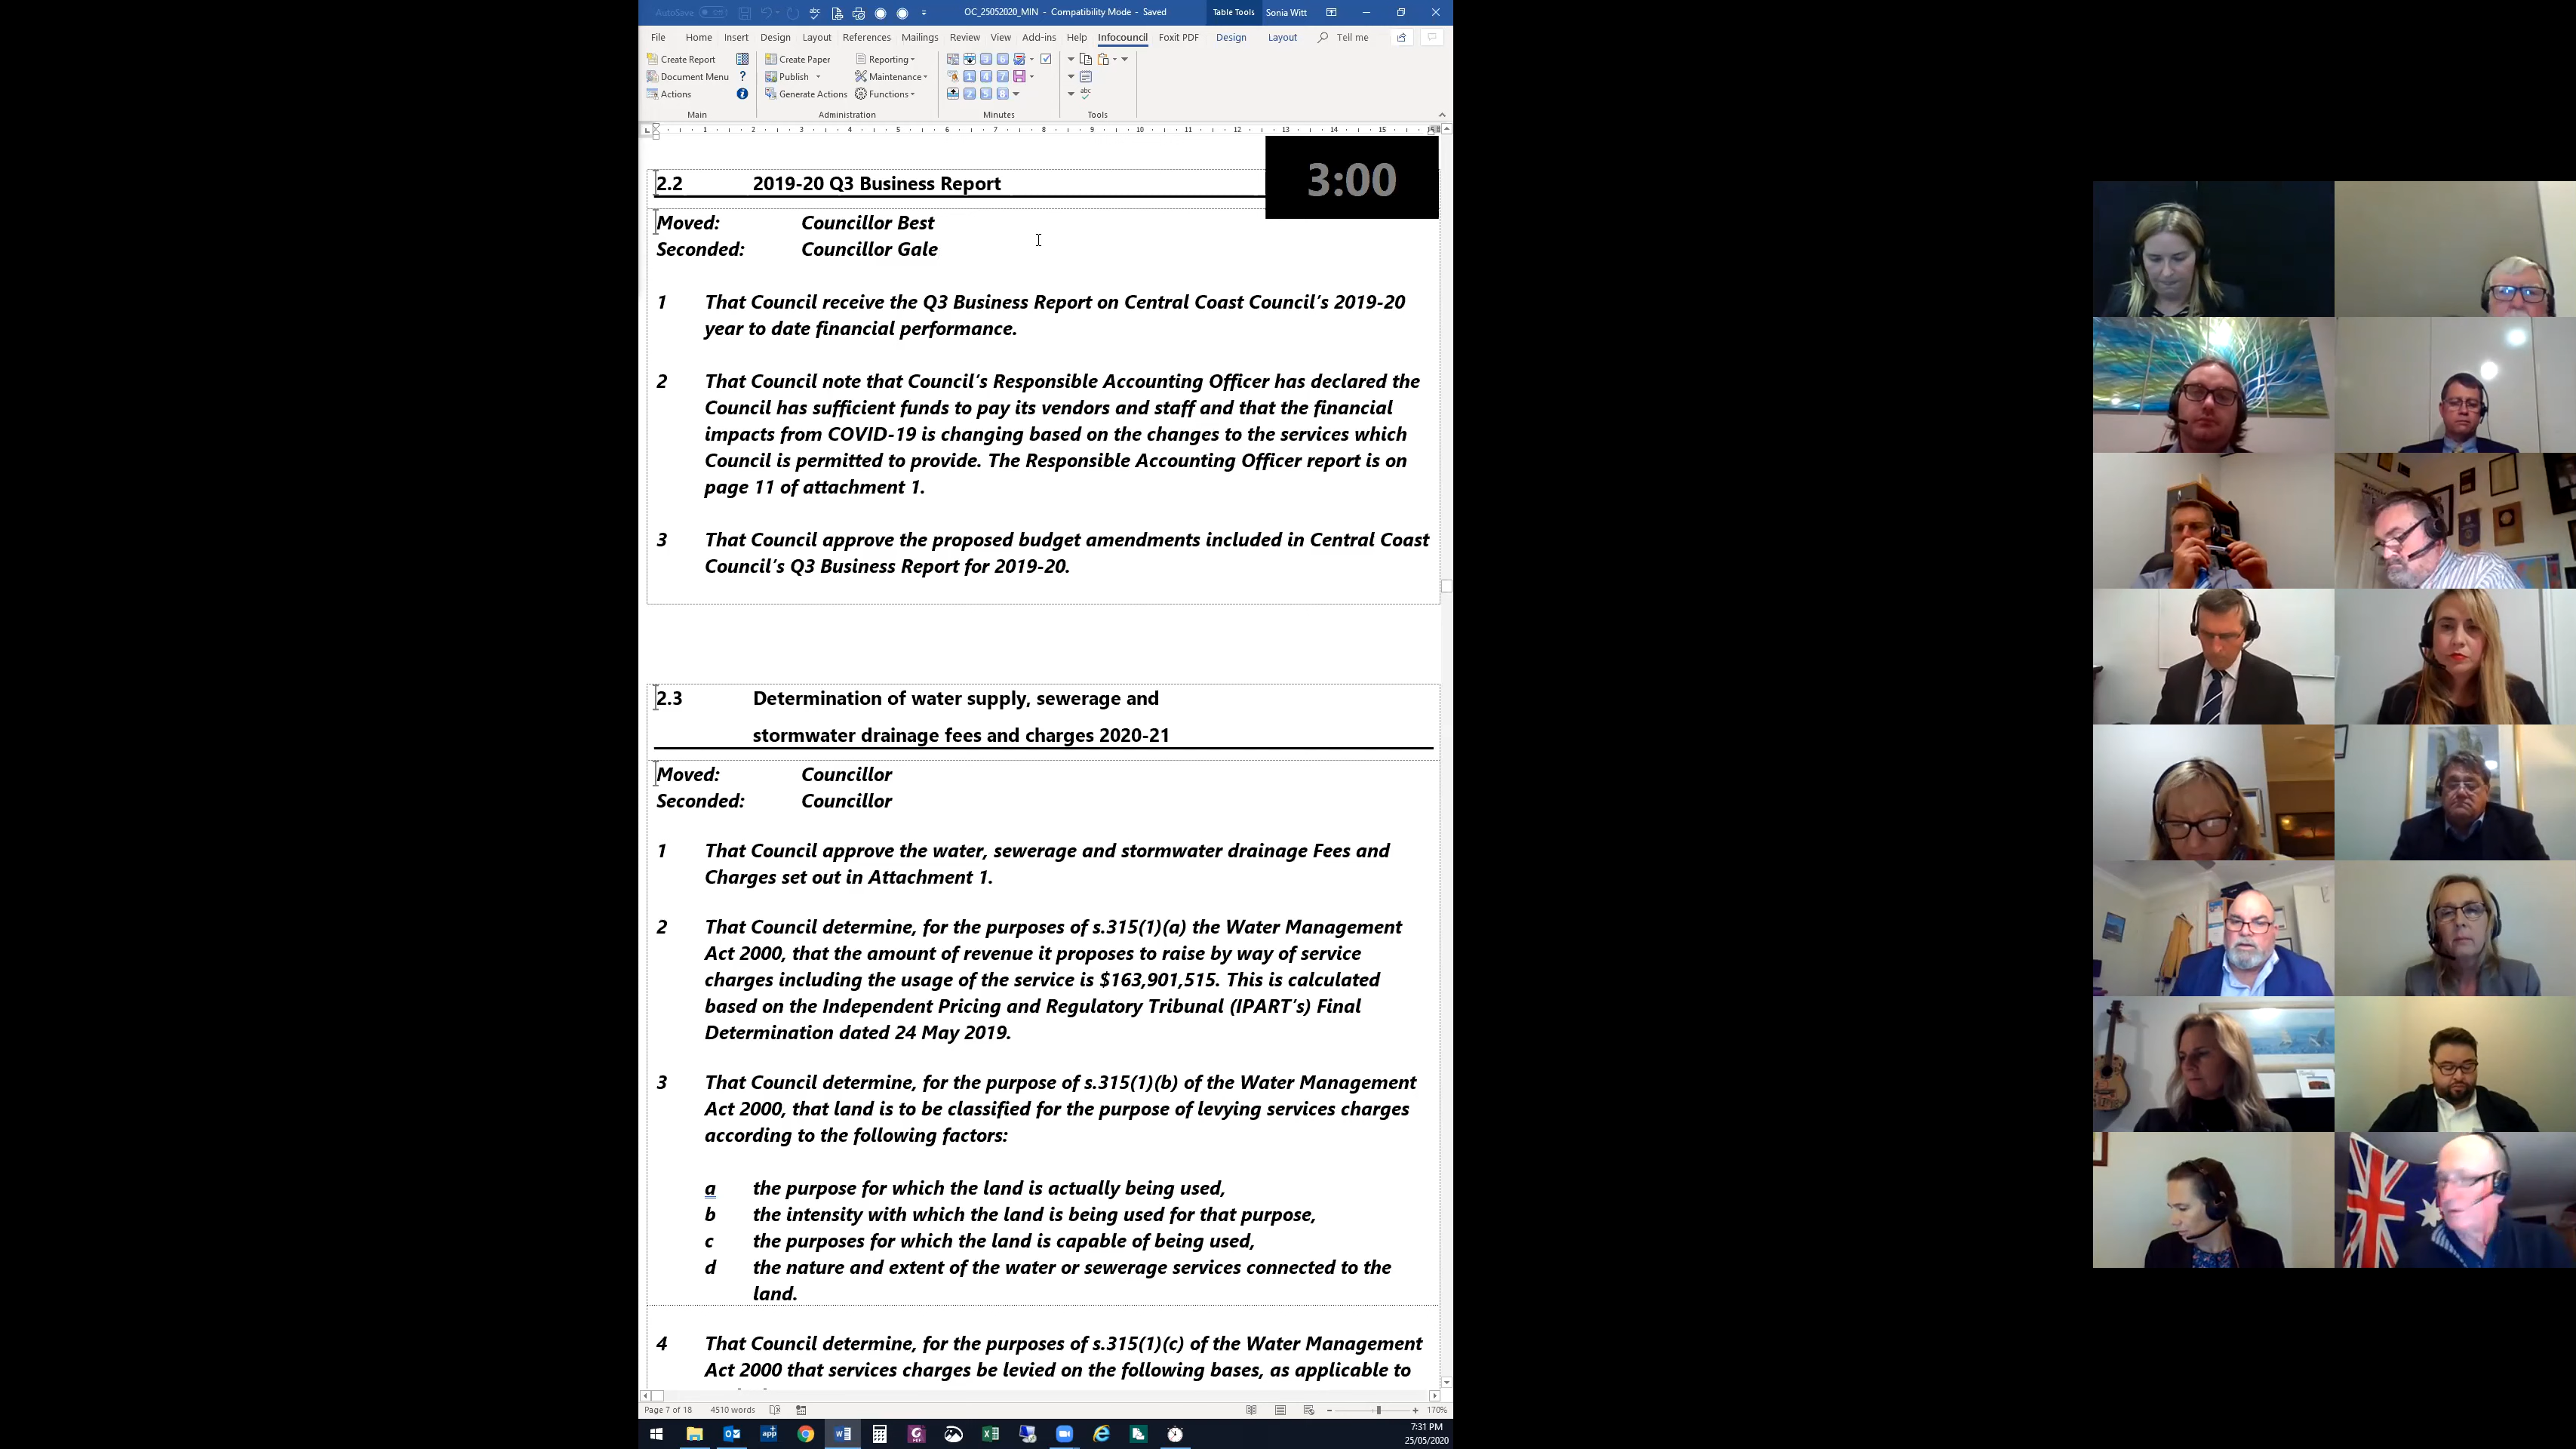 AutoSave Off
OC_25052020_MIN - Compatibility Mode - Saved
Table Tools
Sonia Witt
File Home Insert Design Layout References Mailings Review View Add-ins Help Infocouncil Foxit PDF Design Layout Tell me
Create Report
Document Menu
Actions
Main
Create Paper
Publish
Generate Actions
Reporting
Maintenance
Functions
Administration
Minutes
Tools
1 2 3 4 5 6 7 8 9 10 11 12 13 14 15
3:00
2.2 2019-20 Q3 Business Report
Moved: Councillor Best
Seconded: Councillor Gale
1 That Council receive the Q3 Business Report on Central Coast Council’s 2019-20
year to date financial performance.
2 That Council note that Council’s Responsible Accounting Officer has declared the
Council has sufficient funds to pay its vendors and staff and that the financial
impacts from COVID-19 is changing based on the changes to the services which
Council is permitted to provide. The Responsible Accounting Officer report is on
page 11 of attachment 1.
3 That Council approve the proposed budget amendments included in Central Coast
Council’s Q3 Business Report for 2019-20.
2.3 Determination of water supply, sewerage and
stormwater drainage fees and charges 2020-21
Moved: Councillor
Seconded: Councillor
1 That Council approve the water, sewerage and stormwater drainage Fees and
Charges set out in Attachment 1.
2 That Council determine, for the purposes of s.315(1)(a) the Water Management
Act 2000, that the amount of revenue it proposes to raise by way of service
charges including the usage of the service is $163,901,515. This is calculated
based on the Independent Pricing and Regulatory Tribunal (IPART’s) Final
Determination dated 24 May 2019.
3 That Council determine, for the purpose of s.315(1)(b) of the Water Management
Act 2000, that land is to be classified for the purpose of levying services charges
according to the following factors:
a the purpose for which the land is actually being used,
b the intensity with which the land is being used for that purpose,
c the purposes for which the land is capable of being used,
d the nature and extent of the water or sewerage services connected to the
land.
4 That Council determine, for the purposes of s.315(1)(c) of the Water Management
Act 2000 that services charges be levied on the following bases, as applicable to
Page 7 of 18 4510 words
170%
7:31 PM
25/05/2020